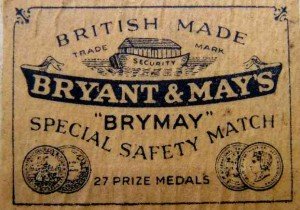 BRITISH MADE
TRADE MARK
SECURITY
BRYANT & MAY'S
"BRYMAY"
SPECIAL SAFETY MATCH
27 PRIZE MEDALS